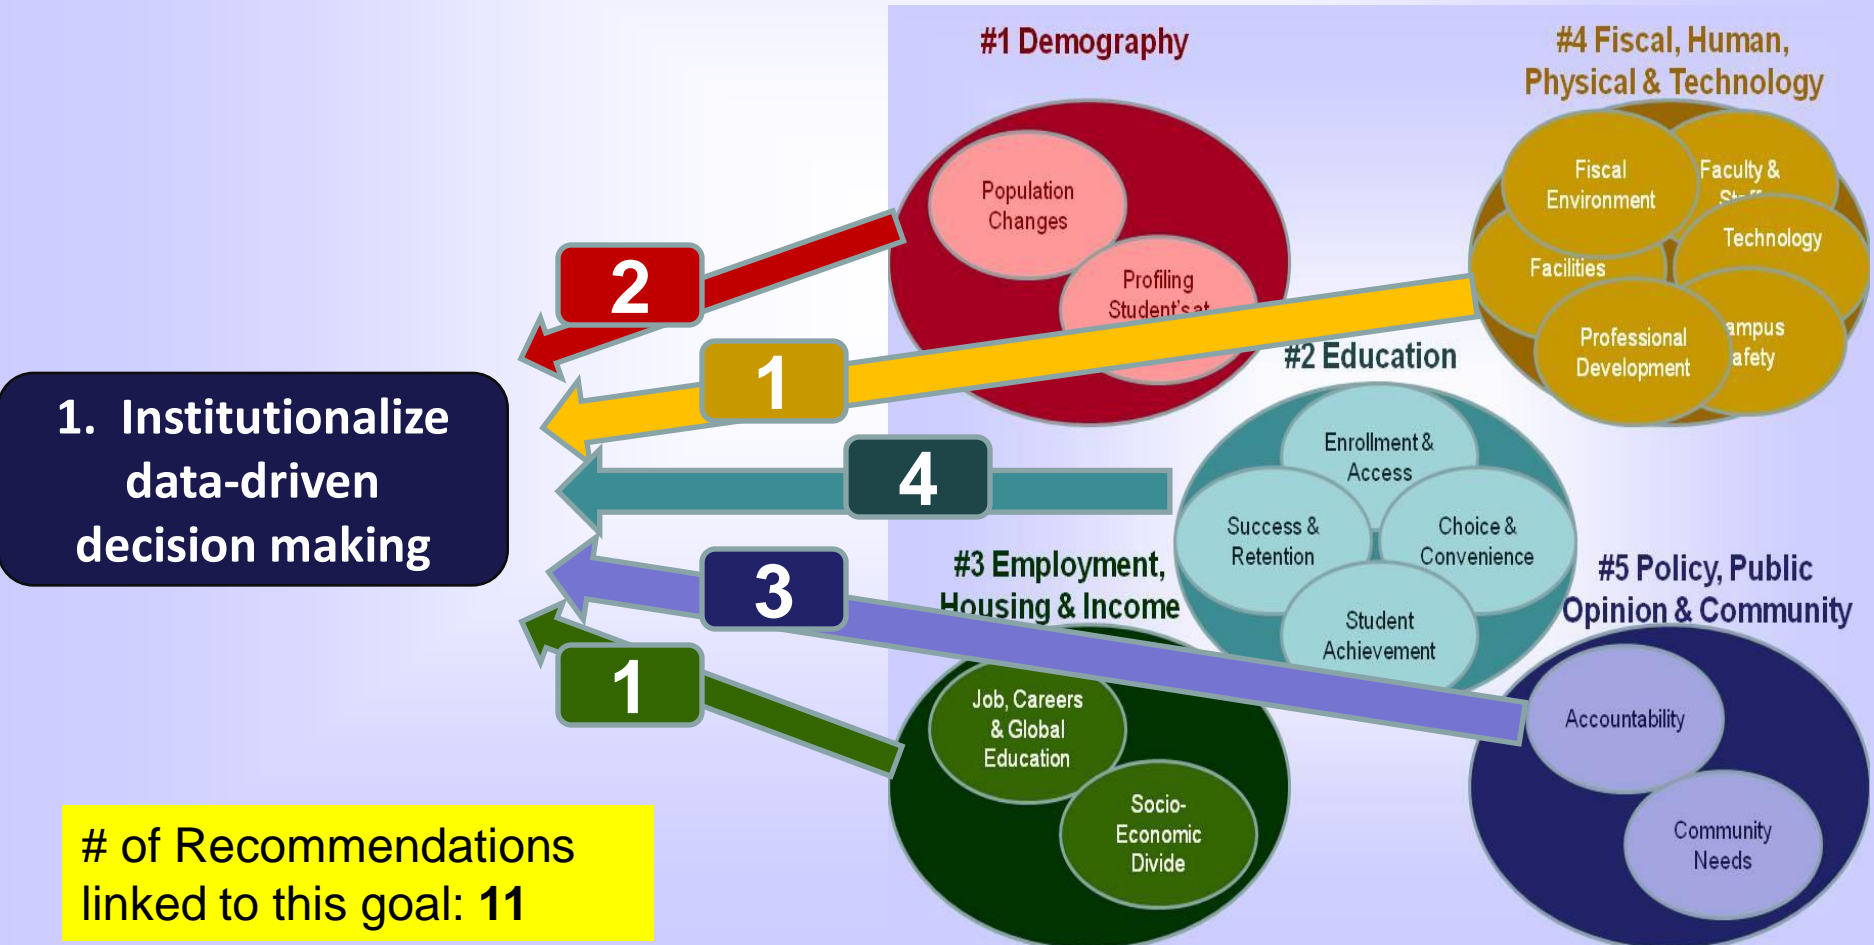 #1 Demography
#4 Fiscal, Human,
Physical & Technology
Population
Changes
Profiling
Student'sat
Fiscal
Environment
Faculty &
Technology
Facilities
Professional
Development
2
1
4
3
1
1. Institutionalize
data-driven
decision making
#2 Education
Enrollment &
Access
Success &
Retention
Choice &
Convenience
Student
Achievement
#3 Employment,
Housing & Income
Job, Careers
& Global
Education
Socio-
Economic
Divide
#5 Policy, Public
Opinion & Community
Accountability
Community
Needs
# of Recommendations
linked to this goal: 11